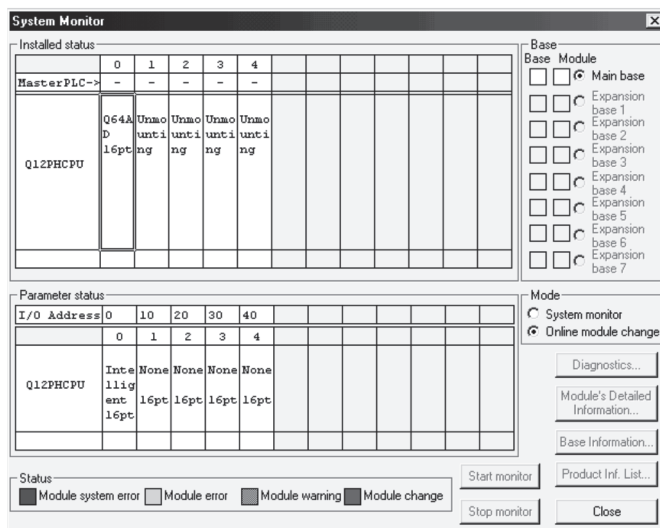 System Monitor
Installed status
0 1 2 3 4
MasterPLC-> - - - - -
Q12PHCPU
Q64A
D
16pt
Unmo
unti
ng
Unmo
unti
ng
Unmo
unti
ng
Unmo
unti
ng
Base
Base Module
Main base
Expansion
base 1
Expansion
base 2
Expansion
base 3
Expansion
base 4
Expansion
base 5
Expansion
base 6
Expansion
base 7
Parameter status
I/O Address 0 10 20 30 40
0 1 2 3 4
Q12PHCPU
Inte
llig
ent
16pt
None
16pt
None
16pt
None
16pt
None
16pt
Mode
System monitor
Online module change
Diagnostics...
Module's Detailed
Information...
Base Information...
Product Inf. List...
Status
Module system error Module error Module warning Module change
Start monitor
Stop monitor
Close